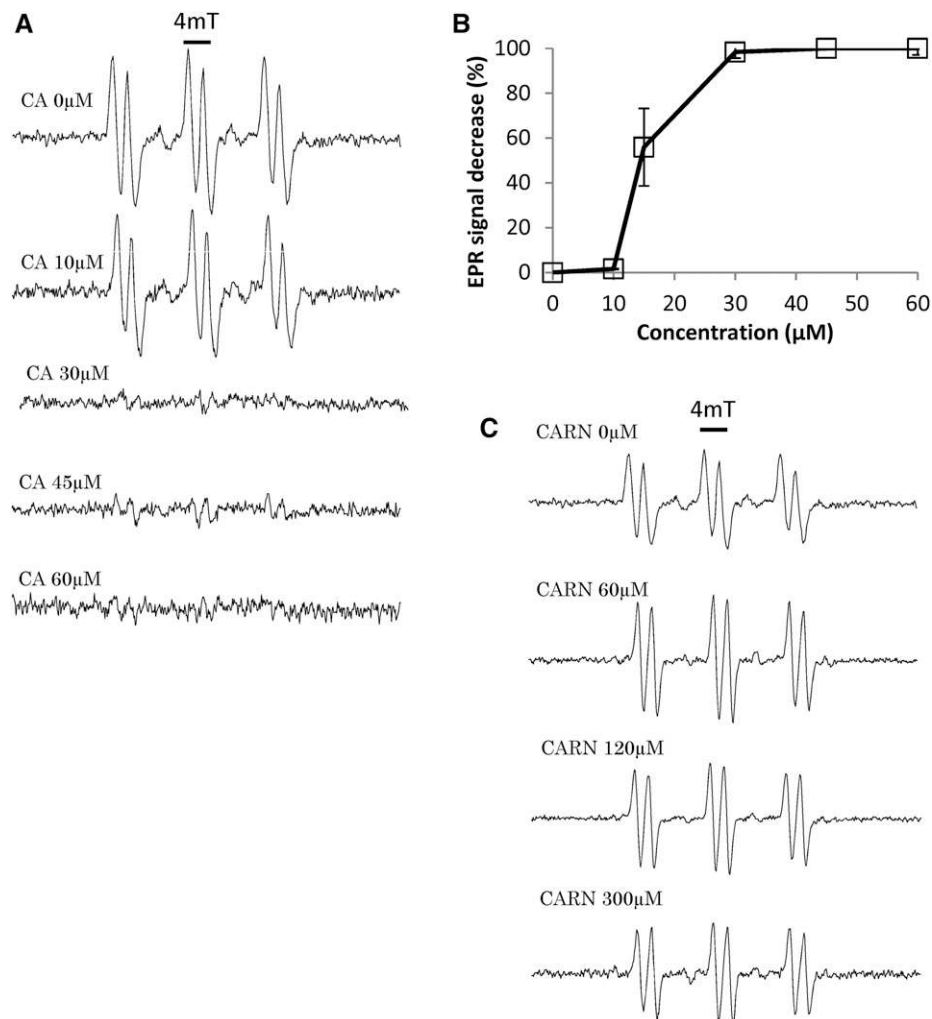 A
4mT
CA 0µM
CA 10µM
CA 30µM
CA 45µM
CA 60µM
B
EPR signal decrease (%)
100
80
60
40
20
0
0 10 20 30 40 50 60
Concentration (µM)
C
4mT
CARN 0µM
CARN 60µM
CARN 120µM
CARN 300µM